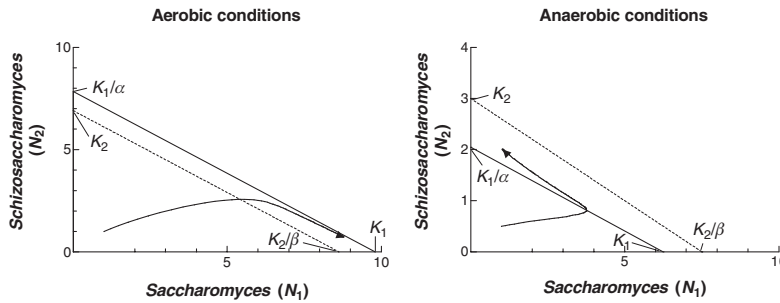 Aerobic conditions
Schizosaccharomyces
(N₂)
10
5
0
K₁/α
K₂
K₂/β
K₁
5
10
Saccharomyces (N₁)
Anaerobic conditions
Schizosaccharomyces
(N₂)
4
3
2
1
0
K₂
K₁/α
K₁
K₂/β
5
10
Saccharomyces (N₁)